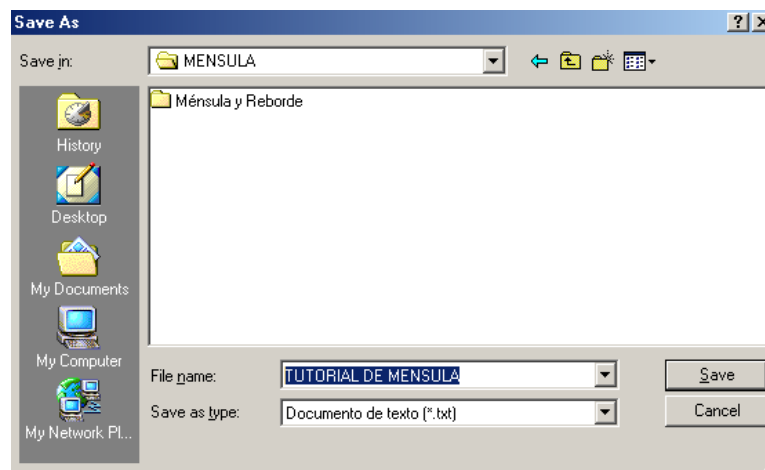 Save As
Save in:
MENSULA
Ménsula y Reborde
History
Desktop
My Documents
My Computer
My Network Pl...
File name:
TUTORIAL DE MENSULA
Save
Save as type:
Documento de texto (*.txt)
Cancel